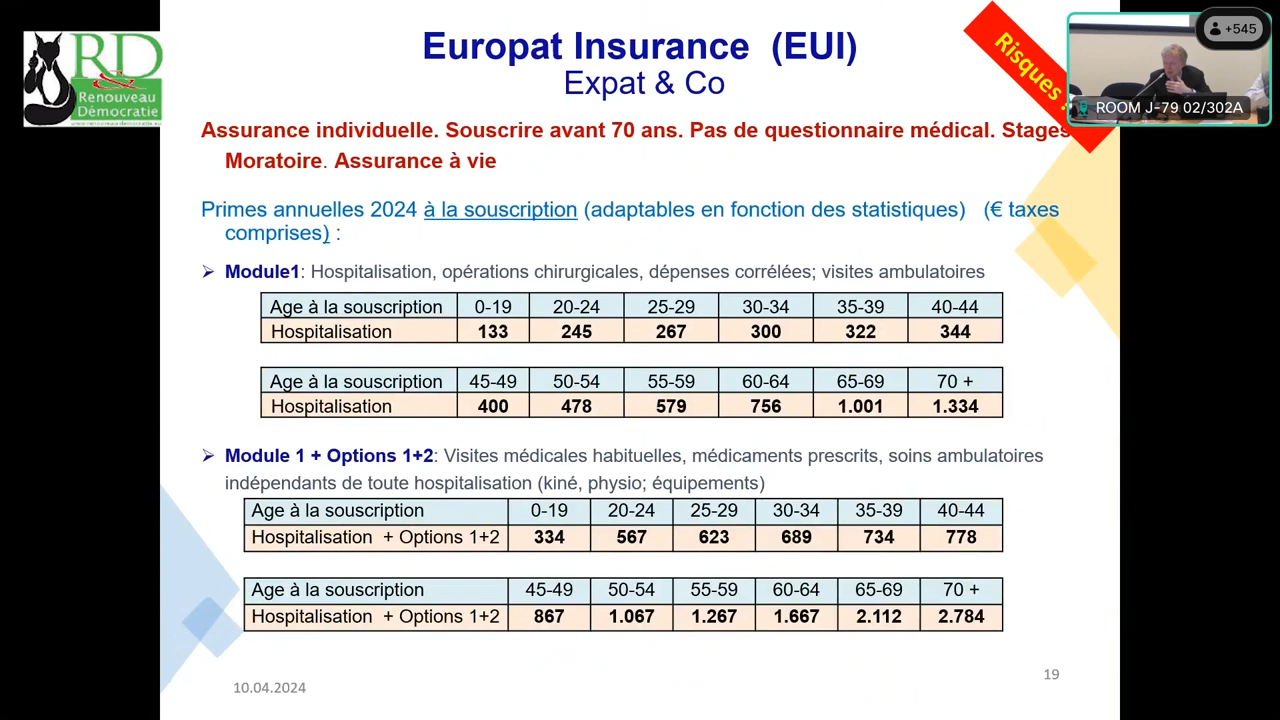 R&D
Renouveau
Démocratie
Europat Insurance (EUI)
Expat & Co
Risques
+545
ROOM J-79 02/302A
Assurance individuelle. Souscrire avant 70 ans. Pas de questionnaire médical. Stages
Moratoire. Assurance à vie
Primes annuelles 2024 à la souscription (adaptables en fonction des statistiques) (€ taxes
comprises) :
➢ Module1: Hospitalisation, opérations chirurgicales, dépenses corrélées; visites ambulatoires
Age à la souscription 0-19 20-24 25-29 30-34 35-39 40-44
Hospitalisation 133 245 267 300 322 344
Age à la souscription 45-49 50-54 55-59 60-64 65-69 70 +
Hospitalisation 400 478 579 756 1.001 1.334
➢ Module 1 + Options 1+2: Visites médicales habituelles, médicaments prescrits, soins ambulatoires
indépendants de toute hospitalisation (kiné, physio; équipements)
Age à la souscription 0-19 20-24 25-29 30-34 35-39 40-44
Hospitalisation + Options 1+2 334 567 623 689 734 778
Age à la souscription 45-49 50-54 55-59 60-64 65-69 70 +
Hospitalisation + Options 1+2 867 1.067 1.267 1.667 2.112 2.784
10.04.2024
19